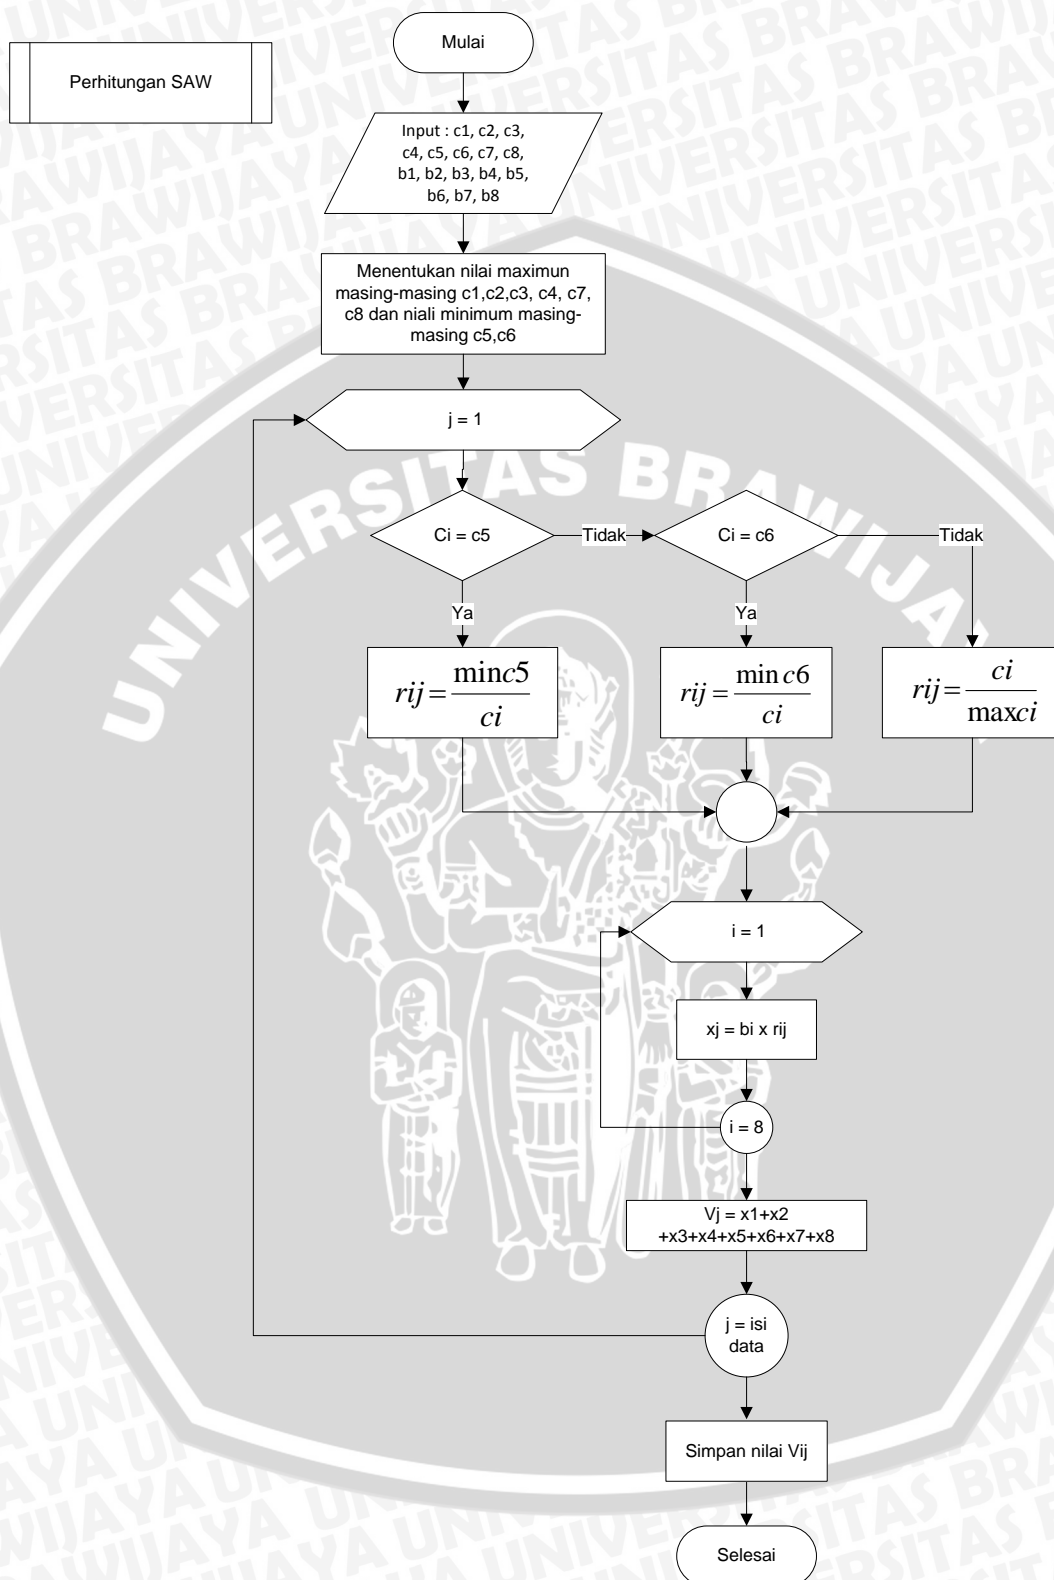 Mulai
Perhitungan SAW
Input : c1, c2, c3,
c4, c5, c6, c7, c8,
b1, b2, b3, b4, b5,
b6, b7, b8
Menentukan nilai maximun
masing-masing c1,c2,c3, c4, c7,
c8 dan niali minimum masing-
masing c5,c6
j = 1
UNIVERSITAS BRAWIJAYA
Ci = c5
Tidak
Ci = c6
Tidak
Ya
Ya
rij = minc5 / ci
rij = min c6 / ci
rij = ci / maxci
i = 1
xj = bi x rij
i = 8
Vj = x1+x2
+x3+x4+x5+x6+x7+x8
j = isi
data
Simpan nilai Vij
Selesai